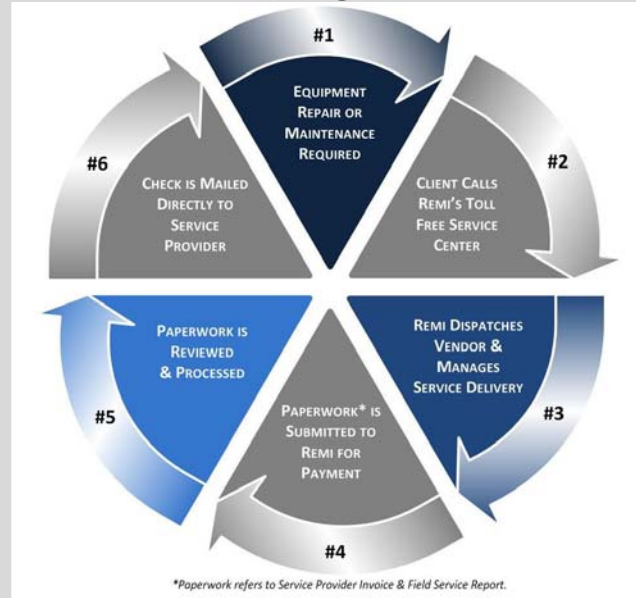 #1
EQUIPMENT
REPAIR OR
MAINTENANCE
REQUIRED
#2
CLIENT CALLS
REMI'S TOLL
FREE SERVICE
CENTER
#3
REMI DISPATCHES
VENDOR &
MANAGES
SERVICE DELIVERY
#4
PAPERWORK* IS
SUBMITTED TO
REMI FOR
PAYMENT
#5
PAPERWORK IS
REVIEWED
& PROCESSED
#6
CHECK IS MAILED
DIRECTLY TO
SERVICE
PROVIDER
*Paperwork refers to Service Provider Invoice & Field Service Report.